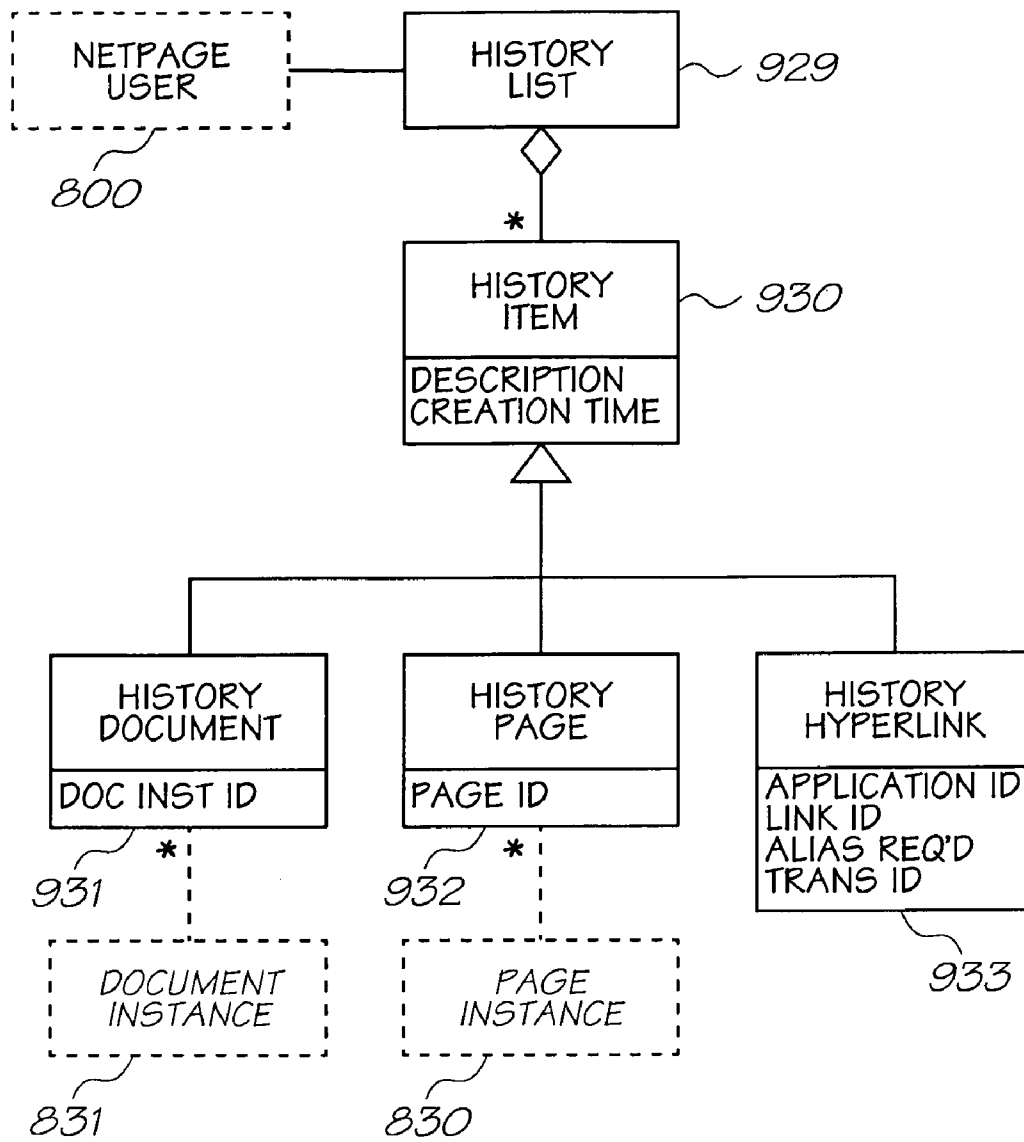 NETPAGE
USER
800
HISTORY
LIST
929
*
HISTORY
ITEM
930
DESCRIPTION
CREATION TIME
HISTORY
DOCUMENT
DOC INST ID
931
*
HISTORY
PAGE
PAGE ID
932
*
HISTORY
HYPERLINK
APPLICATION ID
LINK ID
ALIAS REQ'D
TRANS ID
933
DOCUMENT
INSTANCE
831
PAGE
INSTANCE
830